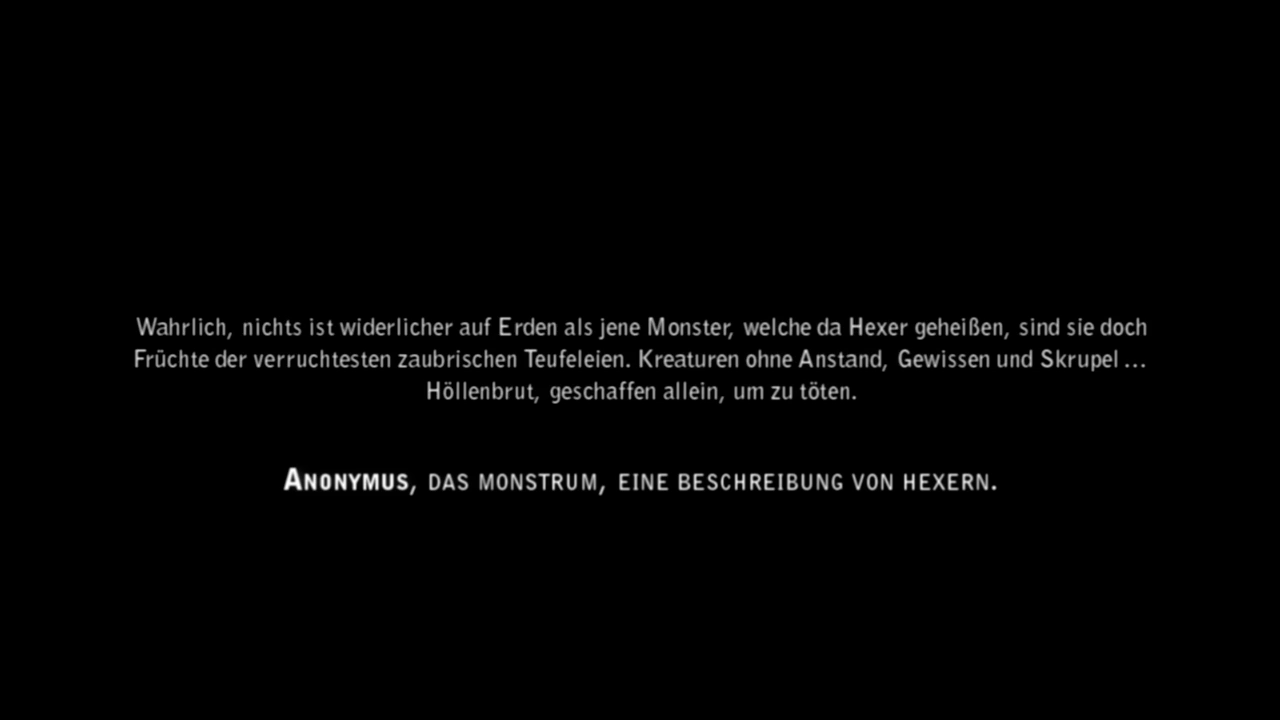 Wahrlich, nichts ist widerlicher auf Erden als jene Monster, welche da Hexer geheißen, sind sie doch
Früchte der verruchtesten zaubrischen Teufeleien. Kreaturen ohne Anstand, Gewissen und Skrupel ...
Höllenbrut, geschaffen allein, um zu töten.
ANONYMUS, DAS MONSTRUM, EINE BESCHREIBUNG VON HEXERN.